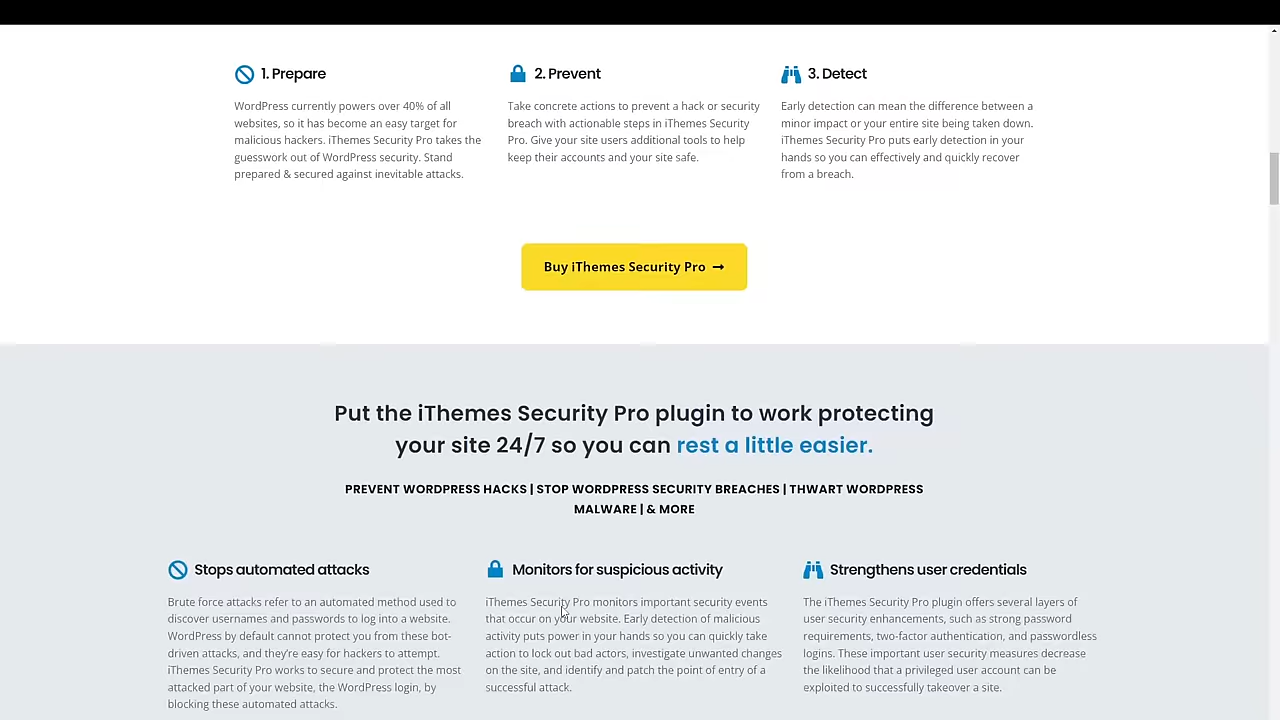 1. Prepare
WordPress currently powers over 40% of all
websites, so it has become an easy target for
malicious hackers. iThemes Security Pro takes the
guesswork out of WordPress security. Stand
prepared & secured against inevitable attacks.
2. Prevent
Take concrete actions to prevent a hack or security
breach with actionable steps in iThemes Security
Pro. Give your site users additional tools to help
keep their accounts and your site safe.
3. Detect
Early detection can mean the difference between a
minor impact or your entire site being taken down.
iThemes Security Pro puts early detection in your
hands so you can effectively and quickly recover
from a breach.
Buy iThemes Security Pro →
Put the iThemes Security Pro plugin to work protecting
your site 24/7 so you can rest a little easier.
PREVENT WORDPRESS HACKS | STOP WORDPRESS SECURITY BREACHES | THWART WORDPRESS
MALWARE | & MORE
Stops automated attacks
Brute force attacks refer to an automated method used to
discover usernames and passwords to log into a website.
WordPress by default cannot protect you from these bot-
driven attacks, and they're easy for hackers to attempt.
iThemes Security Pro works to secure and protect the most
attacked part of your website, the WordPress login, by
blocking these automated attacks.
Monitors for suspicious activity
iThemes Security Pro monitors important security events
that occur on your website. Early detection of malicious
activity puts power in your hands so you can quickly take
action to lock out bad actors, investigate unwanted changes
on the site, and identify and patch the point of entry of a
successful attack.
Strengthens user credentials
The iThemes Security Pro plugin offers several layers of
user security enhancements, such as strong password
requirements, two-factor authentication, and passwordless
logins. These important user security measures decrease
the likelihood that a privileged user account can be
exploited to successfully takeover a site.